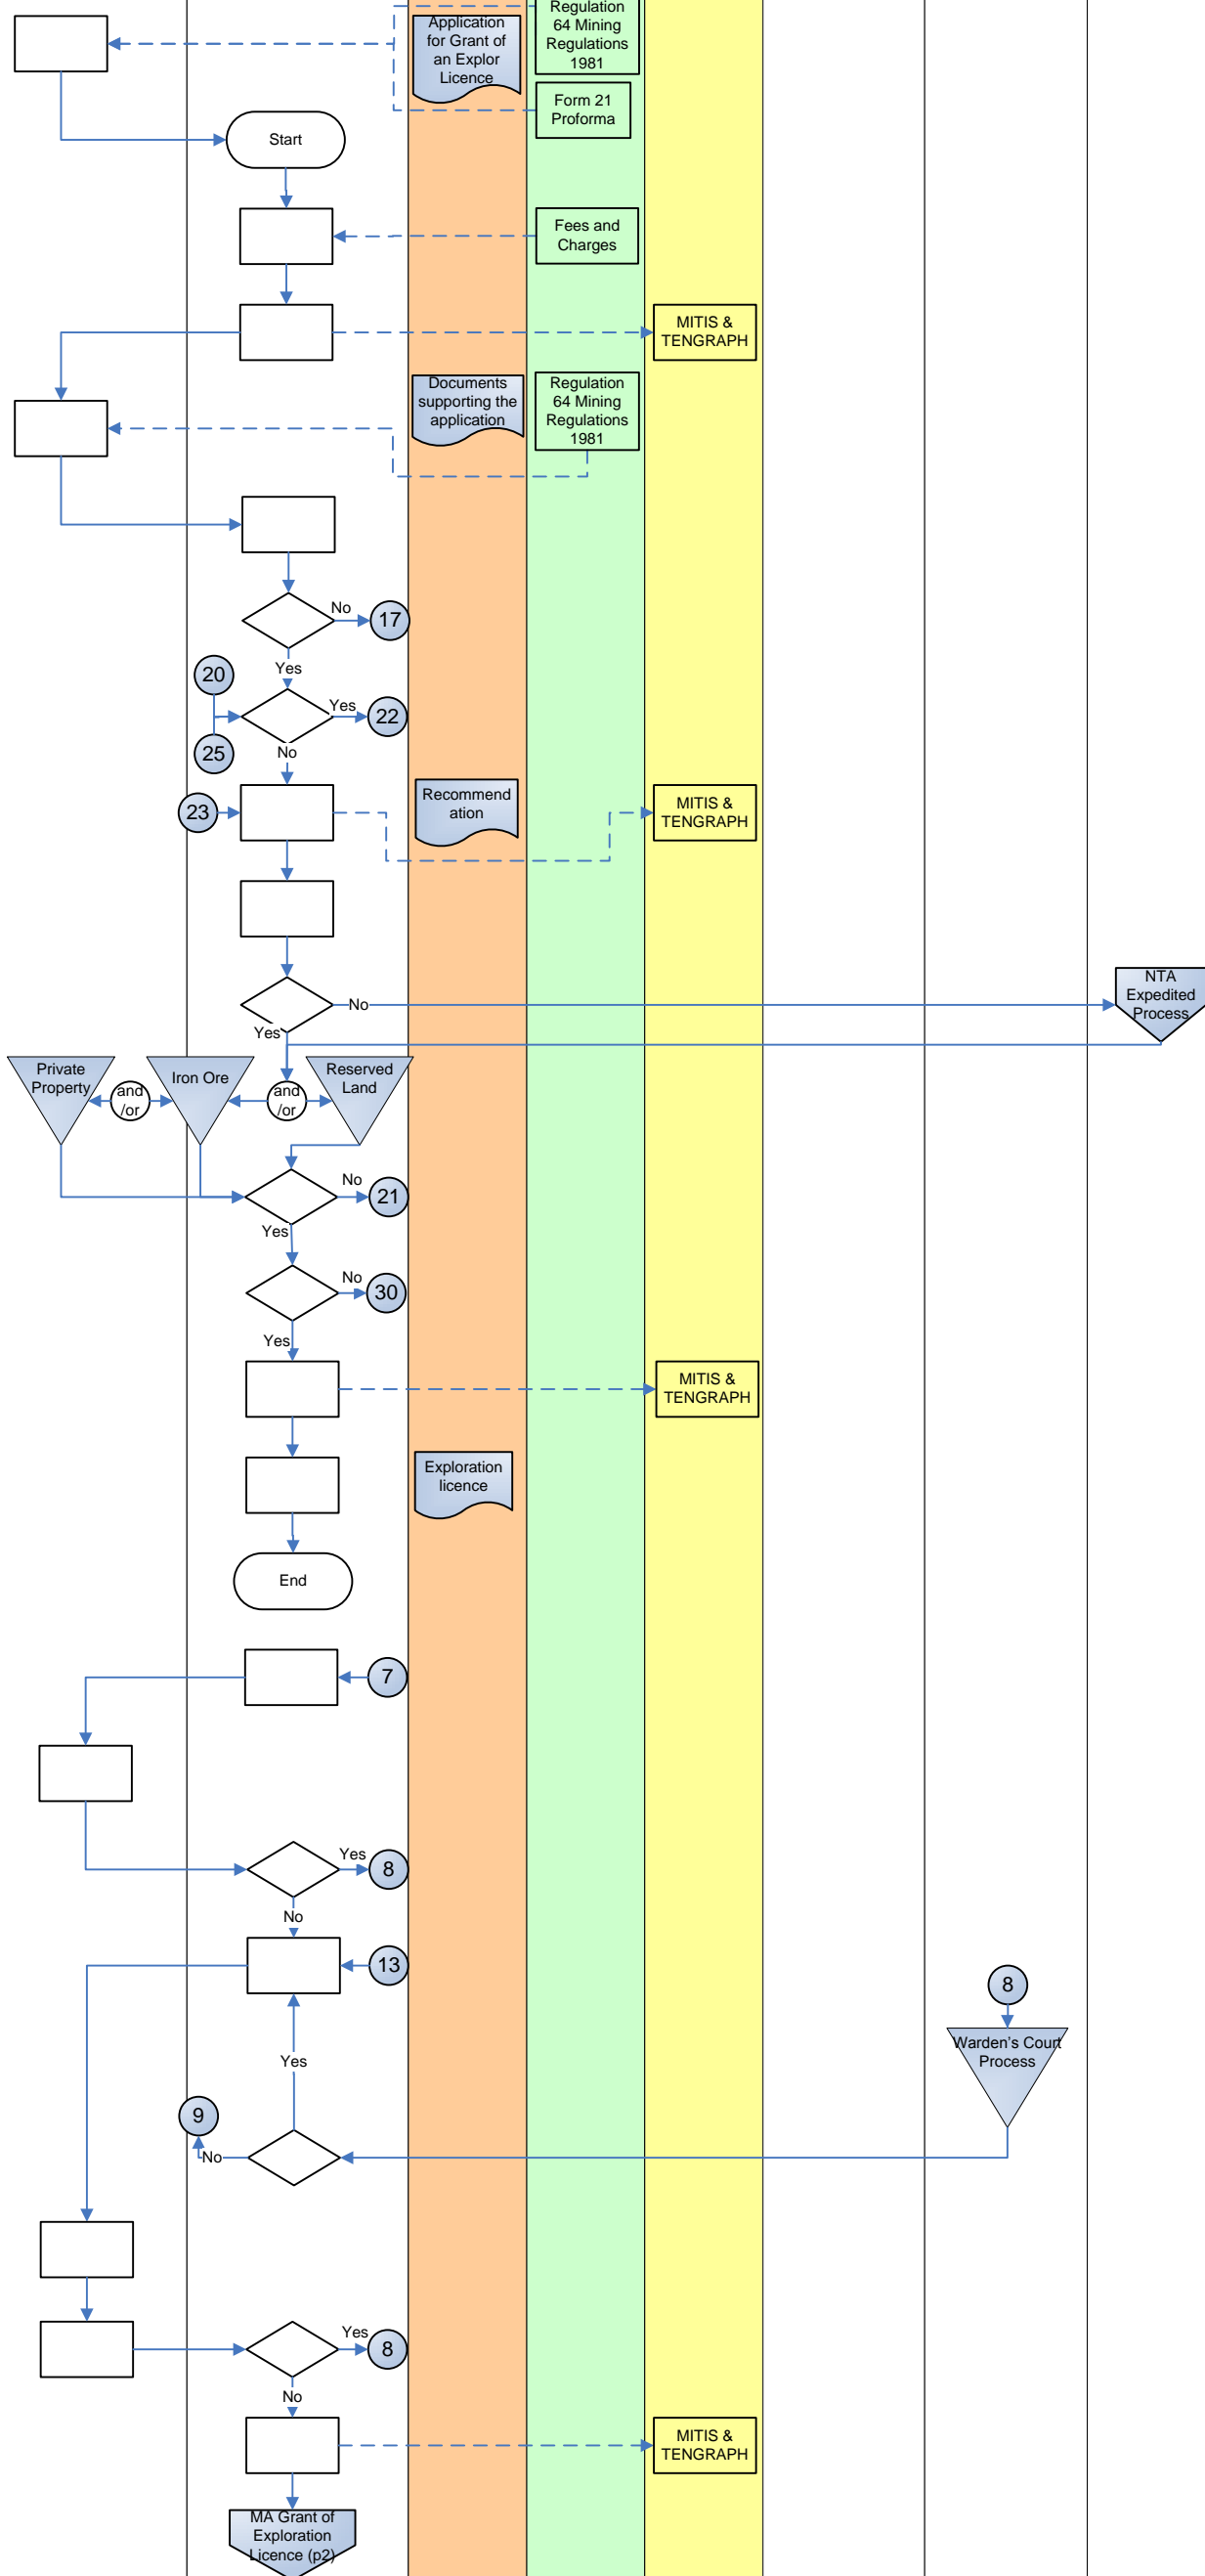 Regulation
64 Mining
Regulations
1981
Application
for Grant of
an Explor
Licence
Form 21
Proforma
Start
Fees and
Charges
MITIS &
TENGRAPH
Documents
supporting the
application
Regulation
64 Mining
Regulations
1981
No
17
Yes
20
Yes
22
25
No
23
Recommend
ation
MITIS &
TENGRAPH
No
NTA
Expedited
Process
Yes
Private
Property
and
/or
Iron Ore
and
/or
Reserved
Land
No
21
Yes
No
30
Yes
MITIS &
TENGRAPH
Exploration
licence
End
7
Yes
8
No
13
8
Warden's Court
Process
Yes
9
No
Yes
8
No
MITIS &
TENGRAPH
MA Grant of
Exploration
Licence (p2)